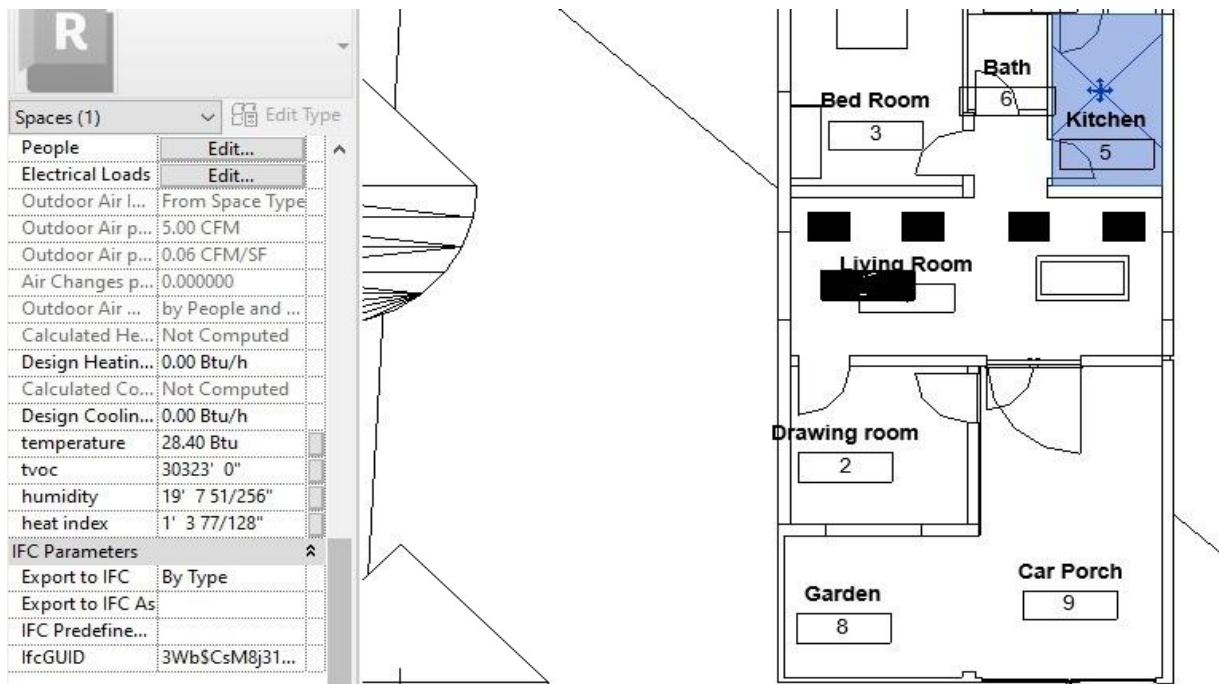 R
Spaces (1)
Edit Type
People Edit...
Electrical Loads Edit...
Outdoor Air I... From Space Type
Outdoor Air p... 5.00 CFM
Outdoor Air p... 0.06 CFM/SF
Air Changes p... 0.000000
Outdoor Air ... by People and ...
Calculated He... Not Computed
Design Heatin... 0.00 Btu/h
Calculated Co... Not Computed
Design Coolin... 0.00 Btu/h
temperature 28.40 Btu
tvoc 30323' 0"
humidity 19' 7 51/256"
heat index 1' 3 77/128"
IFC Parameters
Export to IFC By Type
Export to IFC As
IFC Predefine...
IfcGUID 3Wb$CsM8j31...
Bath
6
Bed Room
3
Kitchen
5
Living Room
Drawing room
2
Car Porch
9
Garden
8